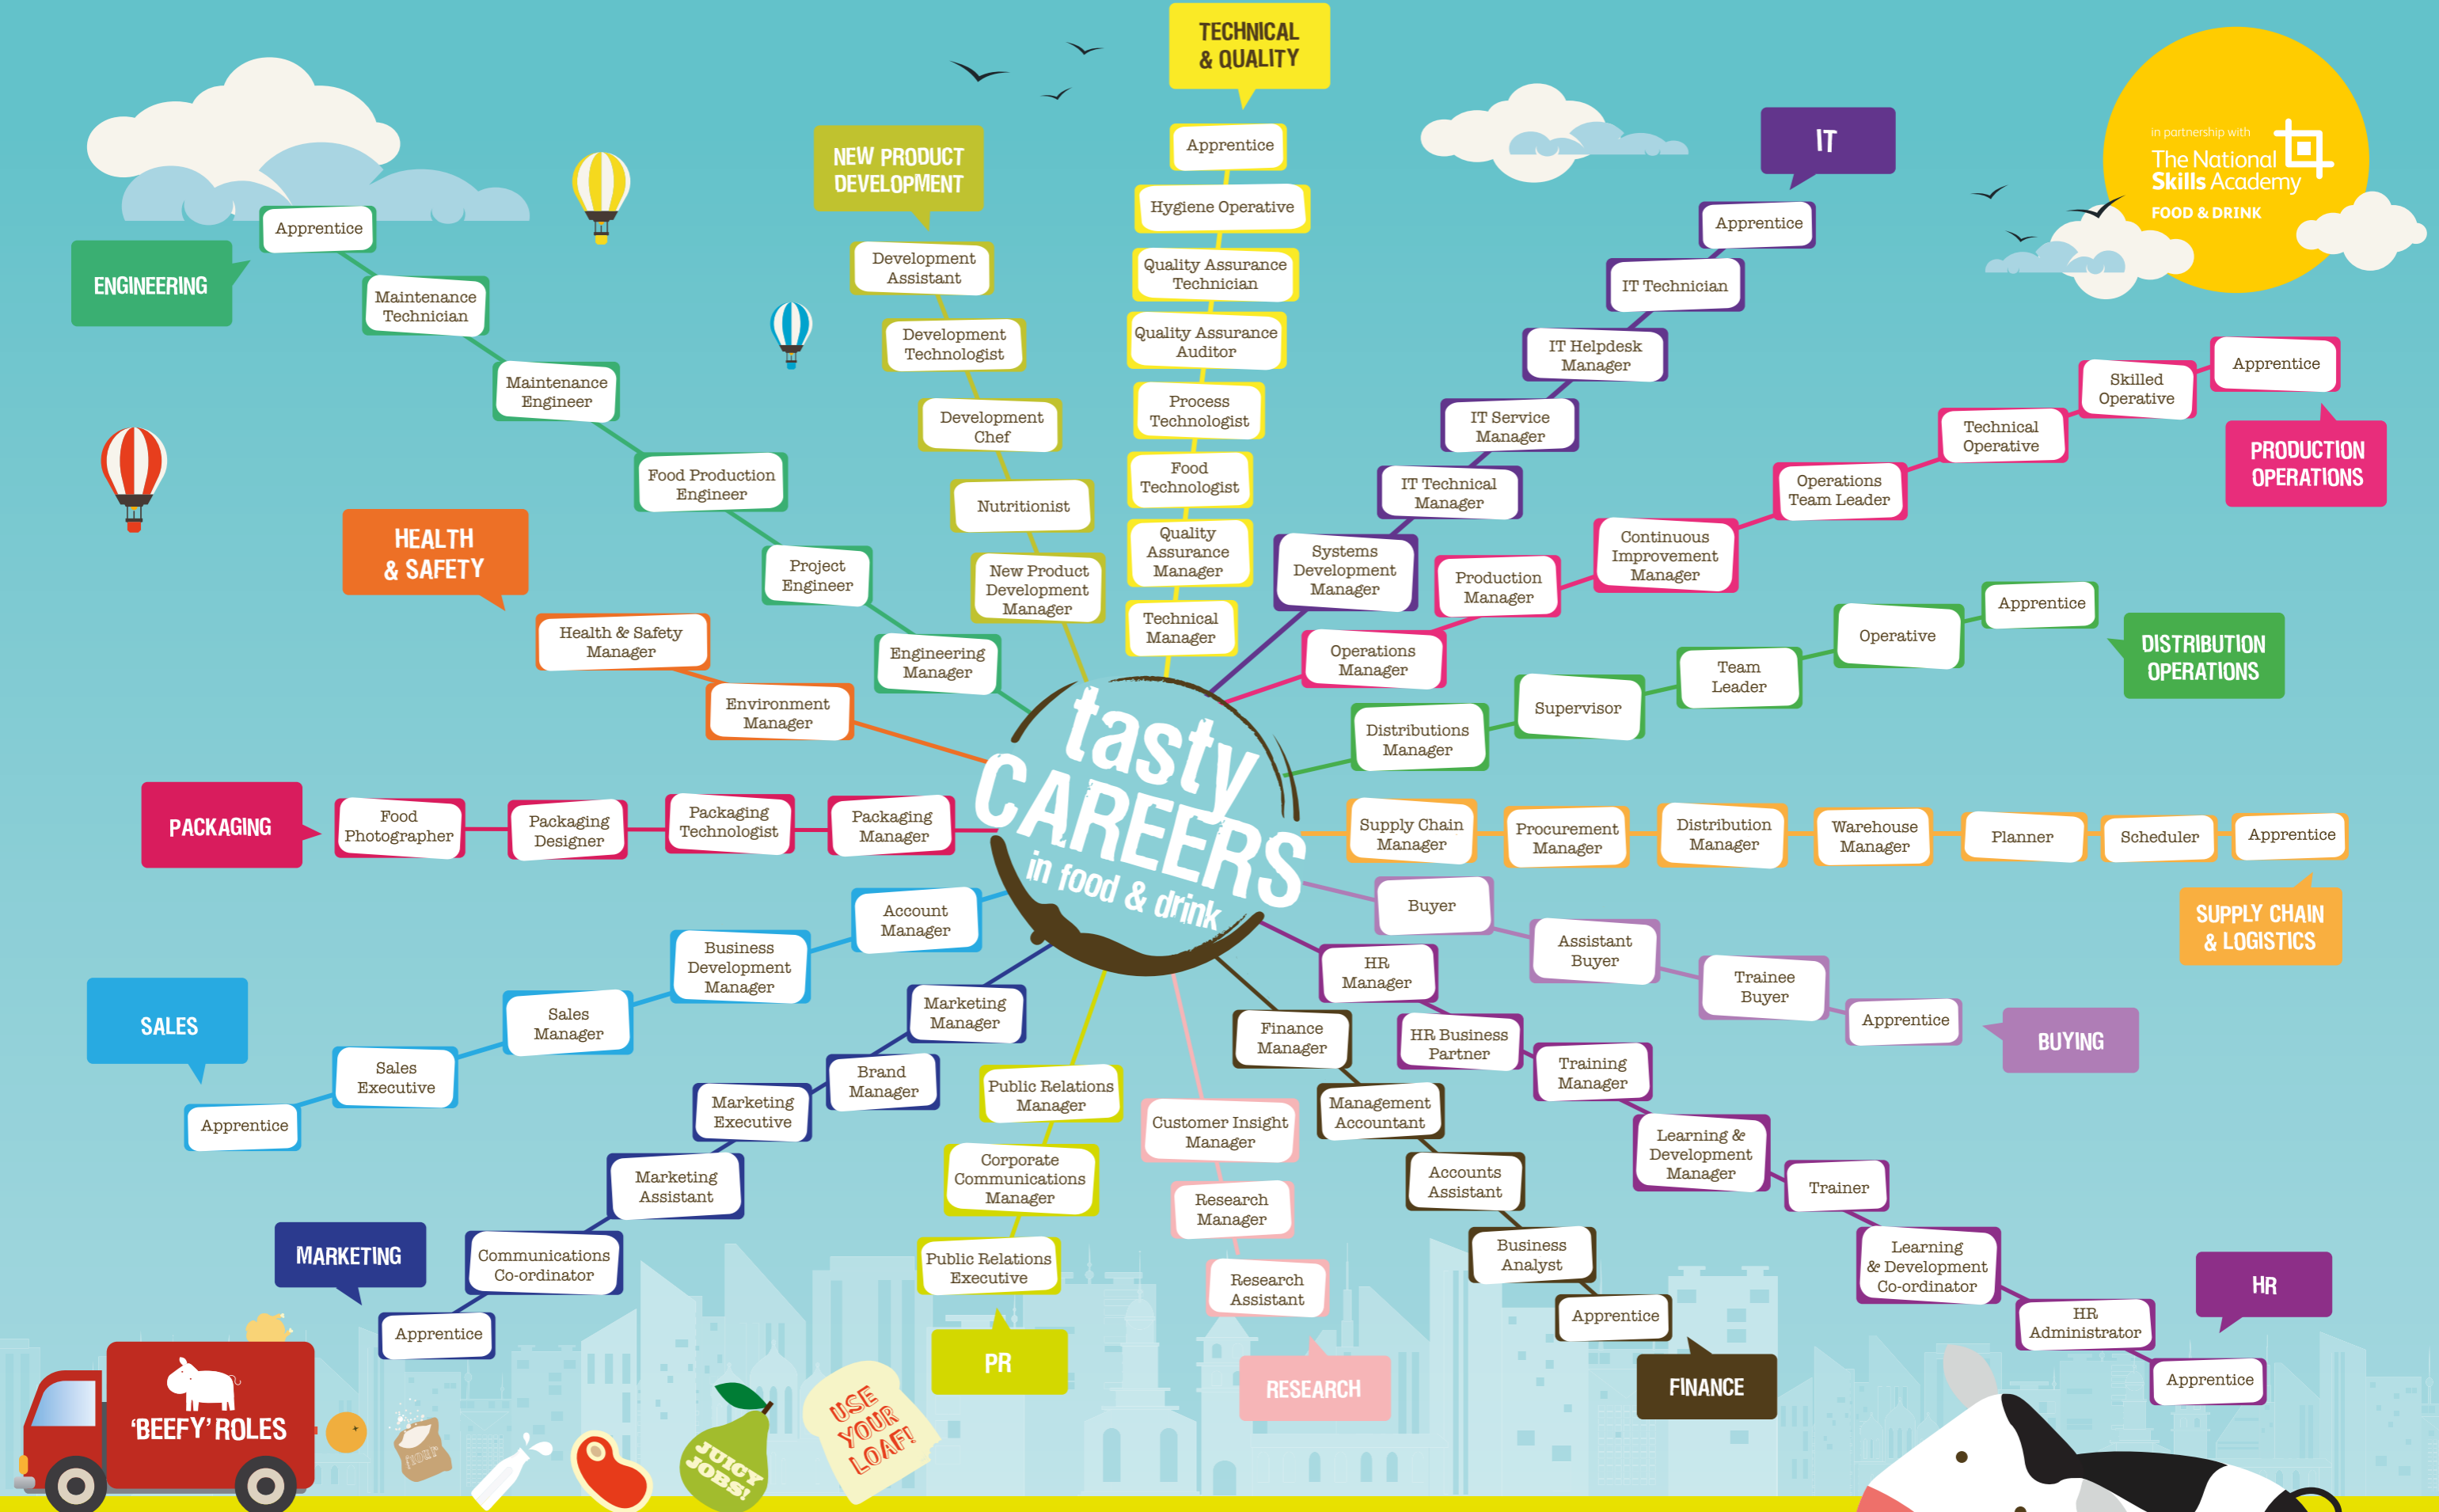 TECHNICAL
& QUALITY
Apprentice
Hygiene Operative
Quality Assurance
Technician
Quality Assurance
Auditor
Process
Technologist
Food
Technologist
Quality
Assurance
Manager
Technical
Manager
NEW PRODUCT
DEVELOPMENT
Development
Assistant
Development
Technologist
Development
Chef
Nutritionist
New Product
Development
Manager
ENGINEERING
Apprentice
Maintenance
Technician
Maintenance
Engineer
Food Production
Engineer
Project
Engineer
Engineering
Manager
HEALTH
& SAFETY
Health & Safety
Manager
Environment
Manager
PACKAGING
Food
Photographer
Packaging
Designer
Packaging
Technologist
Packaging
Manager
SALES
Apprentice
Sales
Executive
Sales
Manager
Business
Development
Manager
Account
Manager
MARKETING
Apprentice
Communications
Co-ordinator
Marketing
Assistant
Marketing
Executive
Brand
Manager
Marketing
Manager
Public Relations
Manager
Corporate
Communications
Manager
Public Relations
Executive
PR
Customer Insight
Manager
Research
Manager
Research
Assistant
RESEARCH
Finance
Manager
Management
Accountant
Accounts
Assistant
Business
Analyst
Apprentice
FINANCE
HR
Manager
HR Business
Partner
Training
Manager
Learning &
Development
Manager
Trainer
Learning
& Development
Co-ordinator
HR
Administrator
Apprentice
HR
Buyer
Assistant
Buyer
Trainee
Buyer
Apprentice
BUYING
Supply Chain
Manager
Procurement
Manager
Distribution
Manager
Warehouse
Manager
Planner
Scheduler
Apprentice
SUPPLY CHAIN
& LOGISTICS
Distributions
Manager
Supervisor
Team
Leader
Operative
Apprentice
DISTRIBUTION
OPERATIONS
Operations
Manager
Production
Manager
Continuous
Improvement
Manager
Operations
Team Leader
Technical
Operative
Skilled
Operative
Apprentice
PRODUCTION
OPERATIONS
IT
Apprentice
IT Technician
IT Helpdesk
Manager
IT Service
Manager
IT Technical
Manager
Systems
Development
Manager
in partnership with
The National
Skills Academy
FOOD & DRINK
tasty
CAREERS
in food & drink
'BEEFY' ROLES
FLOUR
JUICY
JOBS!
USE
YOUR
LOAF!